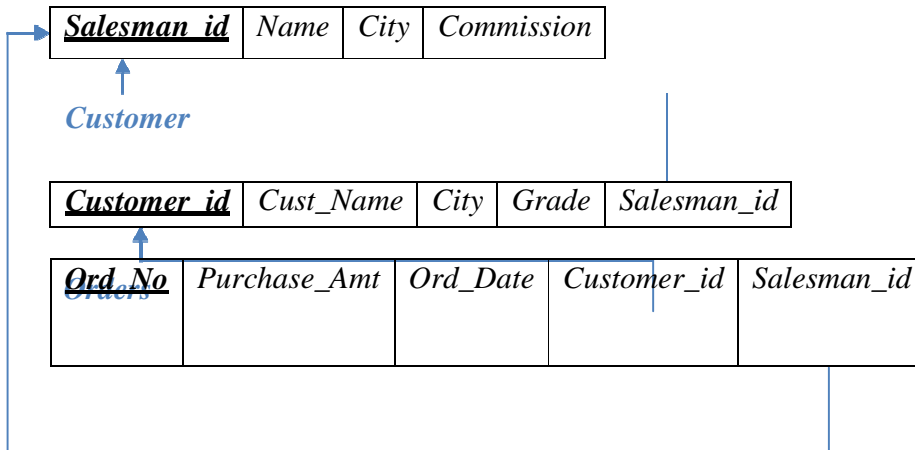 Salesman_id Name City Commission
Customer
Customer_id Cust_Name City Grade Salesman_id
Orders
Ord_No Purchase_Amt Ord_Date Customer_id Salesman_id